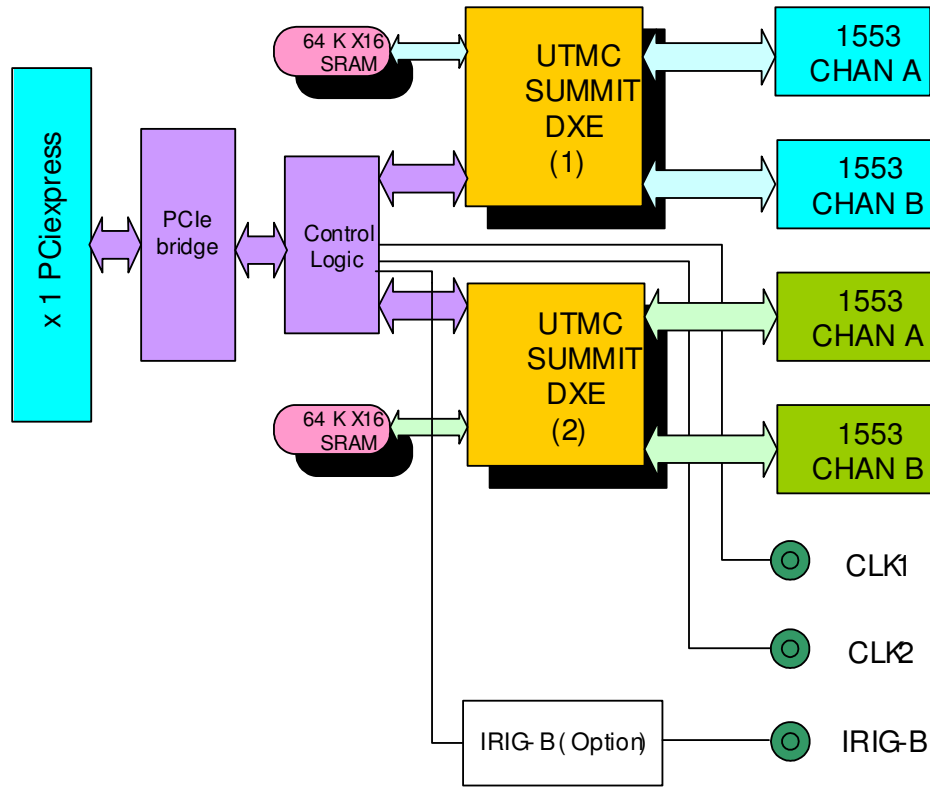 64 K X16
SRAM
UTMC
SUMMIT
DXE
(1)
1553
CHAN A
1553
CHAN B
x 1 PCiexpress
PCIe
bridge
Control
Logic
UTMC
SUMMIT
DXE
(2)
1553
CHAN A
1553
CHAN B
64 K X16
SRAM
CLK1
CLK2
IRIG-B( Option)
IRIG-B